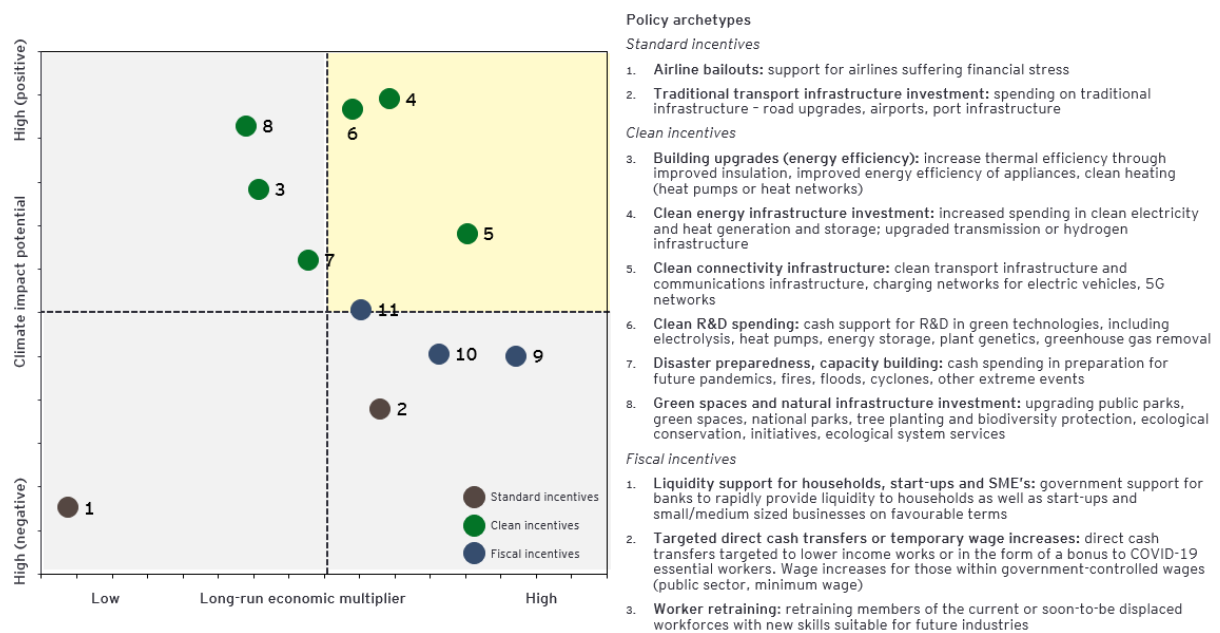 High (positive)
Climate impact potential
High (negative)
4
6
8
3
5
7
11
10
9
2
1
Standard incentives
Clean incentives
Fiscal incentives
Low
Long-run economic multiplier
High
Policy archetypes
Standard incentives
1. Airline bailouts: support for airlines suffering financial stress
2. Traditional transport infrastructure investment: spending on traditional
infrastructure – road upgrades, airports, port infrastructure
Clean incentives
3. Building upgrades (energy efficiency): increase thermal efficiency through
improved insulation, improved energy efficiency of appliances, clean heating
(heat pumps or heat networks)
4. Clean energy infrastructure investment: increased spending in clean electricity
and heat generation and storage; upgraded transmission or hydrogen
infrastructure
5. Clean connectivity infrastructure: clean transport infrastructure and
communications infrastructure, charging networks for electric vehicles, 5G
networks
6. Clean R&D spending: cash support for R&D in green technologies, including
electrolysis, heat pumps, energy storage, plant genetics, greenhouse gas removal
7. Disaster preparedness, capacity building: cash spending in preparation for
future pandemics, fires, floods, cyclones, other extreme events
8. Green spaces and natural infrastructure investment: upgrading public parks,
green spaces, national parks, tree planting and biodiversity protection, ecological
conservation, initiatives, ecological system services
Fiscal incentives
1. Liquidity support for households, start-ups and SME's: government support for
banks to rapidly provide liquidity to households as well as start-ups and
small/medium sized businesses on favourable terms
2. Targeted direct cash transfers or temporary wage increases: direct cash
transfers targeted to lower income works or in the form of a bonus to COVID-19
essential workers. Wage increases for those within government-controlled wages
(public sector, minimum wage)
3. Worker retraining: retraining members of the current or soon-to-be displaced
workforces with new skills suitable for future industries